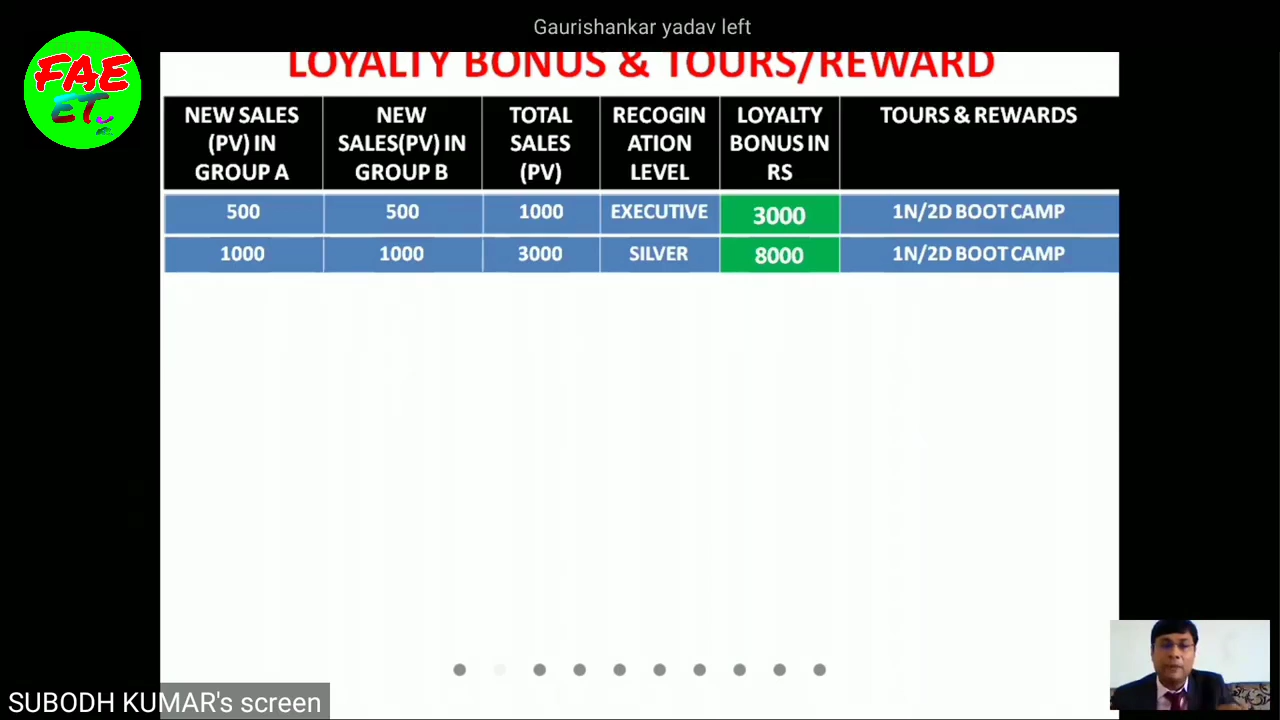 Gaurishankar yadav left
FAE
ET
LOYALTY BONUS & TOURS/REWARD
NEW SALES
(PV) IN
GROUP A
NEW
SALES(PV) IN
GROUP B
TOTAL
SALES
(PV)
RECOGIN
ATION
LEVEL
LOYALTY
BONUS IN
RS
TOURS & REWARDS
500
500
1000
EXECUTIVE
3000
1N/2D BOOT CAMP
1000
1000
3000
SILVER
8000
1N/2D BOOT CAMP
SUBODH KUMAR's screen